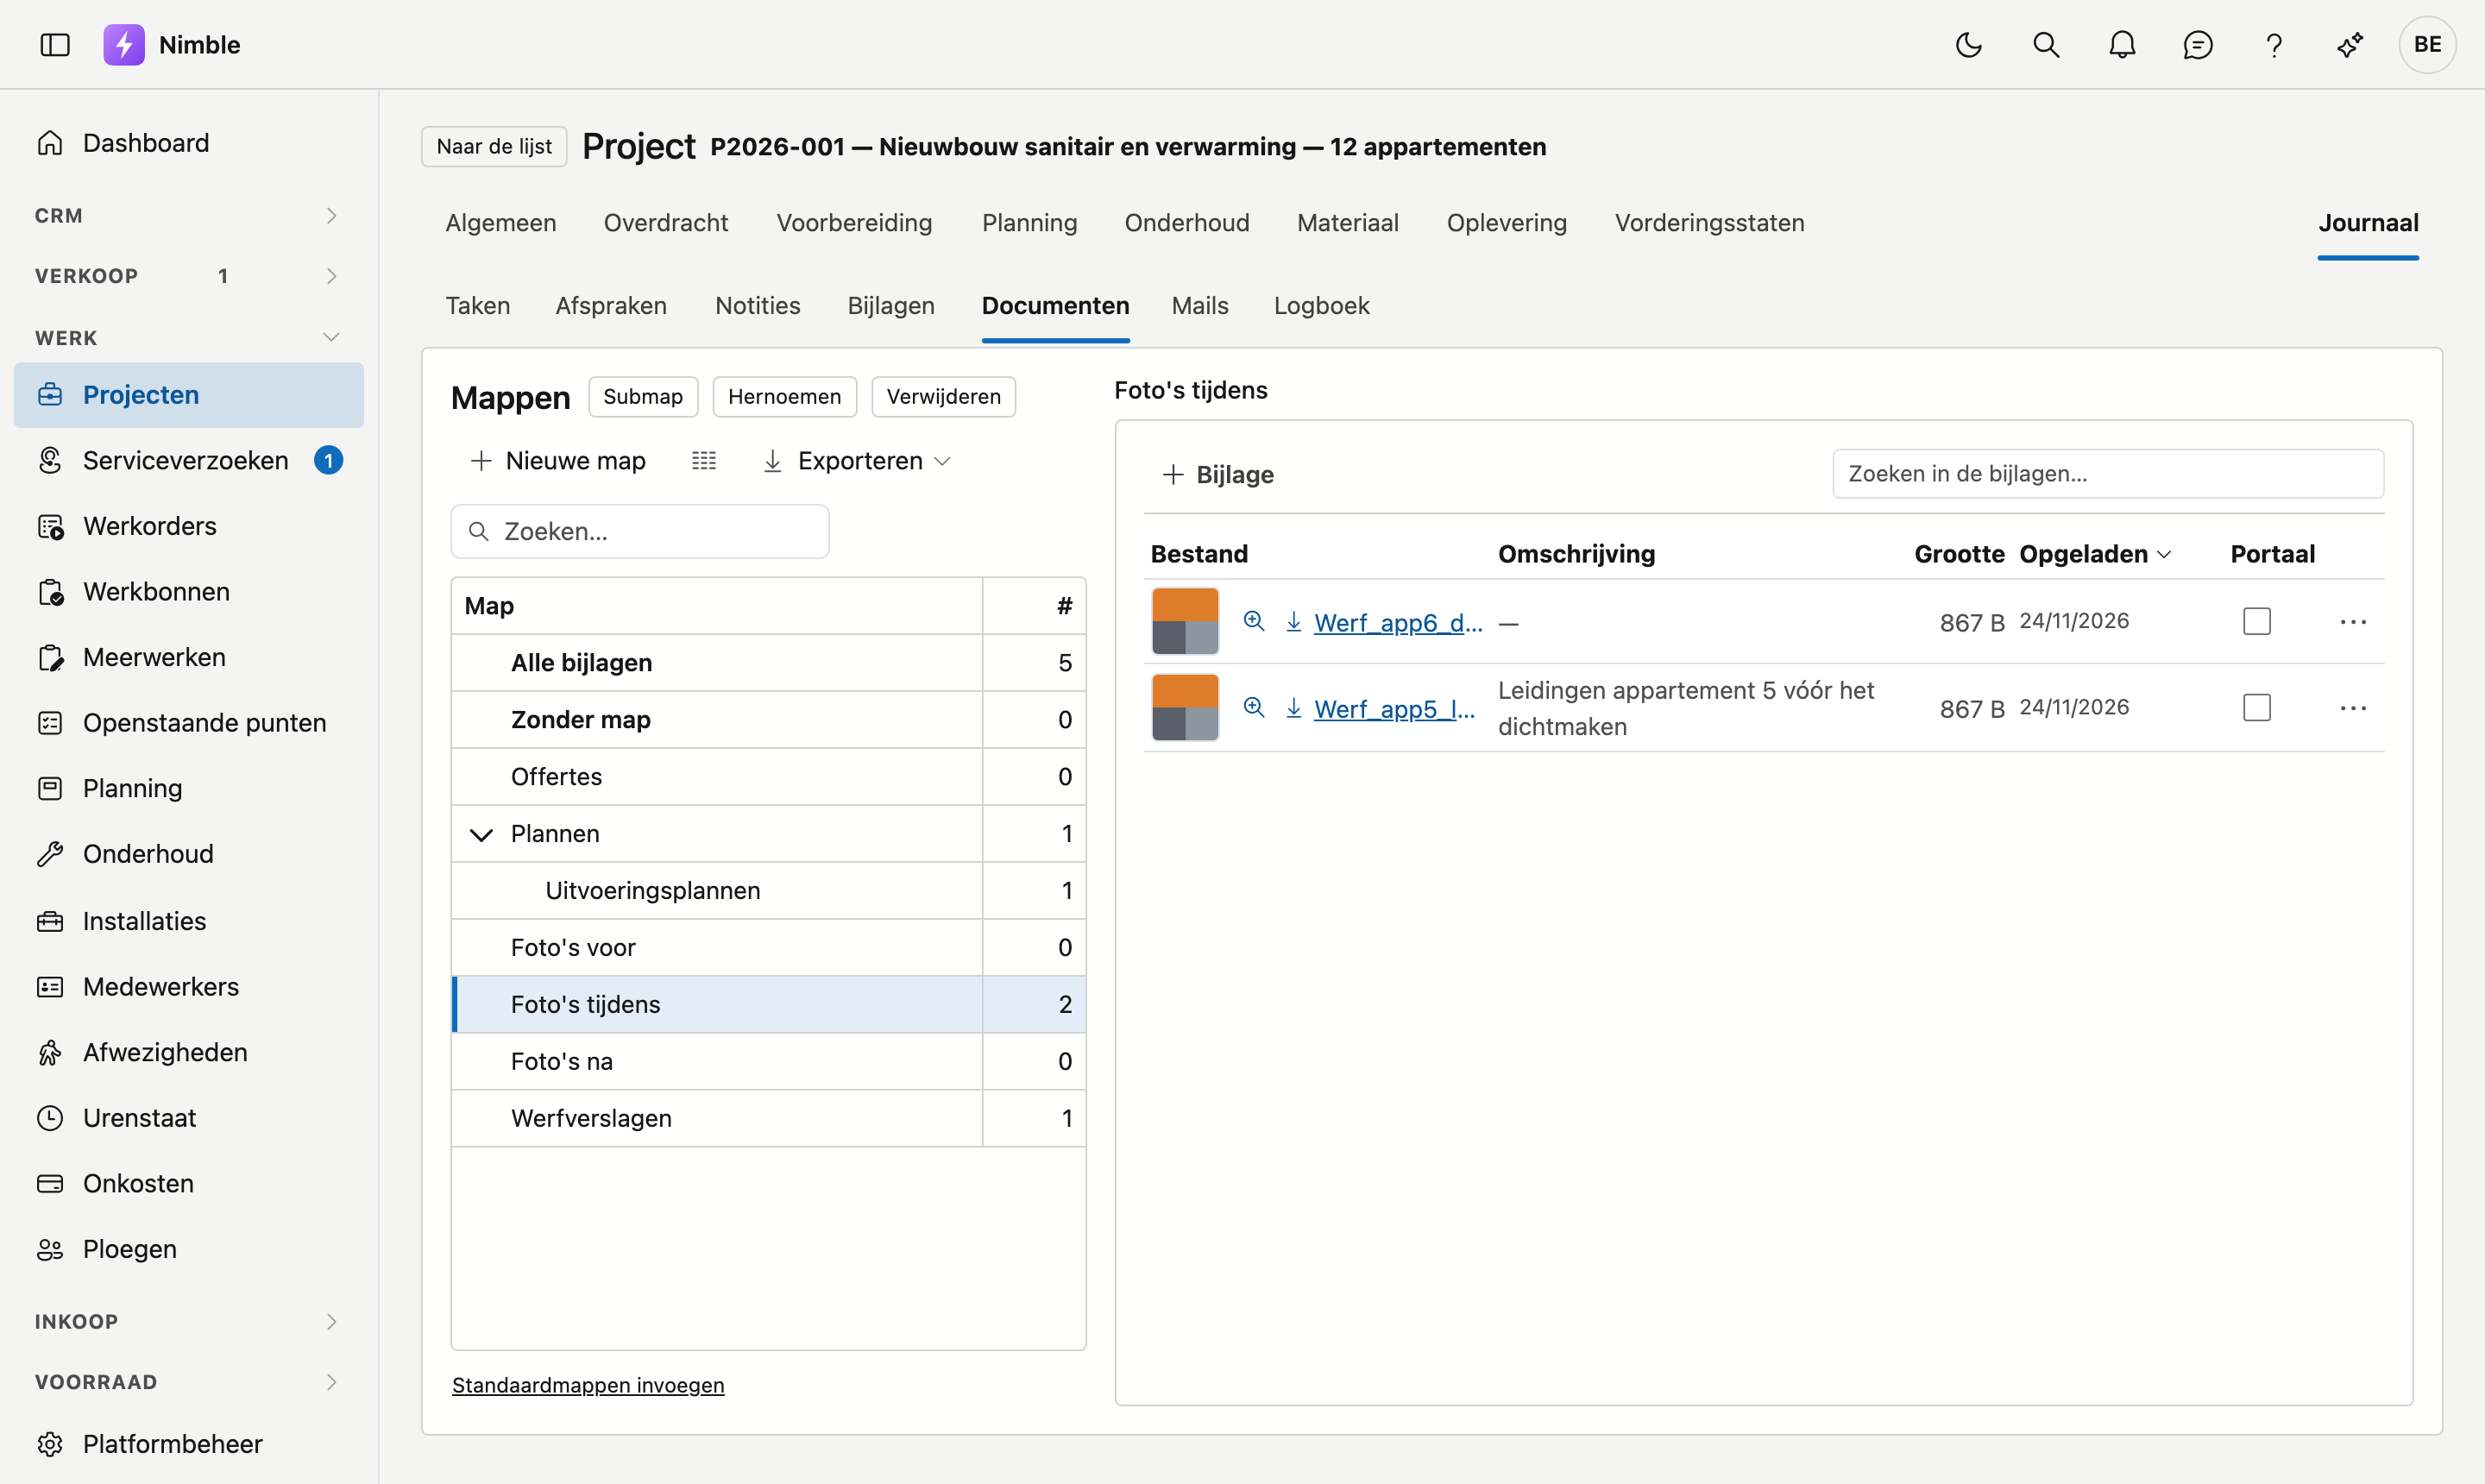 Nimble
BE
Dashboard
CRM
VERKOOP 1
WERK
Projecten
Serviceverzoeken 1
Werkorders
Werkbonnen
Meerwerken
Openstaande punten
Planning
Onderhoud
Installaties
Medewerkers
Afwezigheden
Urenstaat
Onkosten
Ploegen
INKOOP
VOORRAAD
Platformbeheer
Naar de lijst Project P2026-001 — Nieuwbouw sanitair en verwarming — 12 appartementen
Algemeen Overdracht Voorbereiding Planning Onderhoud Materiaal Oplevering Vorderingsstaten Journaal
Taken Afspraken Notities Bijlagen Documenten Mails Logboek
Mappen Submap Hernoemen Verwijderen
Nieuwe map Exporteren
Zoeken...
Map #
Alle bijlagen 5
Zonder map 0
Offertes 0
Plannen 1
Uitvoeringsplannen 1
Foto's voor 0
Foto's tijdens 2
Foto's na 0
Werfverslagen 1
Standaardmappen invoegen
Foto's tijdens
Bijlage Zoeken in de bijlagen...
Bestand Omschrijving Grootte Opgeladen Portaal
Werf_app6_d... — 867 B 24/11/2026 ...
Werf_app5_l... Leidingen appartement 5 vóór het dichtmaken 867 B 24/11/2026 ...